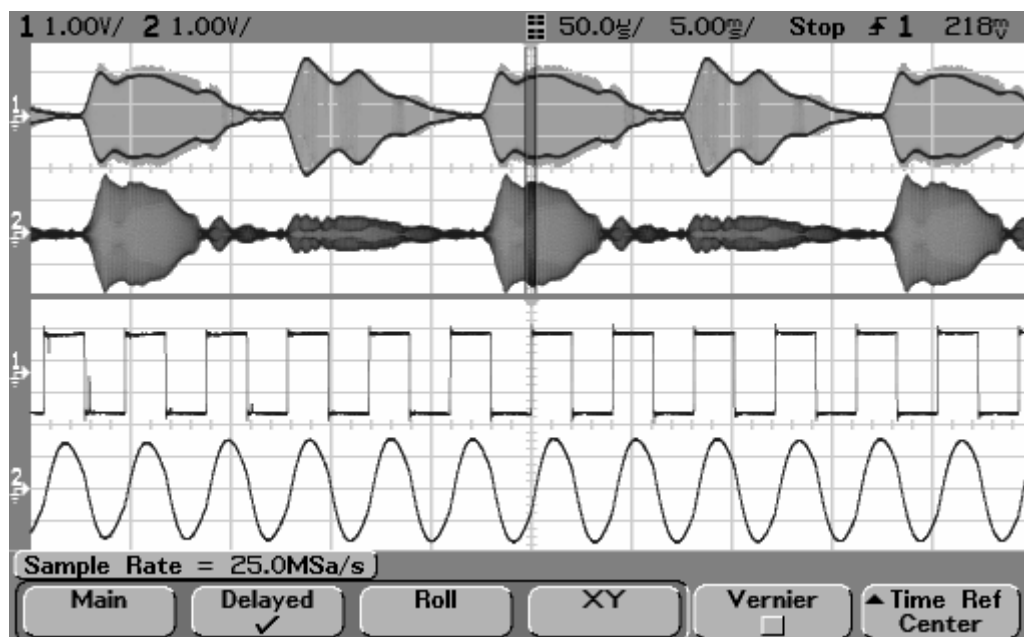 1 1.00V/ 2 1.00V/ 50.0µs/ 5.00ms/ Stop 1 218mV
1
2
1
2
Sample Rate = 25.0MSa/s
Main Delayed ✓ Roll XY Vernier Time Ref Center